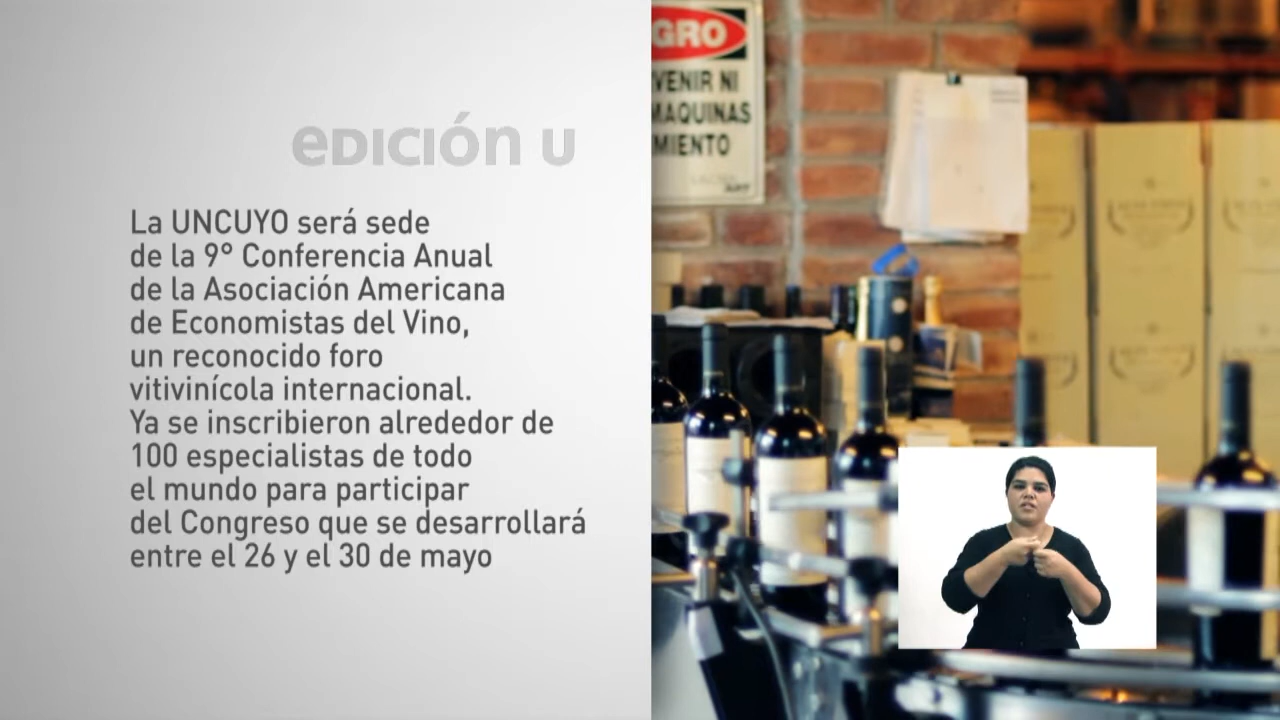 eDICIÓn U
La UNCUYO será sede
de la 9° Conferencia Anual
de la Asociación Americana
de Economistas del Vino,
un reconocido foro
vitivinícola internacional.
Ya se inscribieron alrededor de
100 especialistas de todo
el mundo para participar
del Congreso que se desarrollará
entre el 26 y el 30 de mayo
GRO
VENIR NI
MAQUINAS
MIENTO